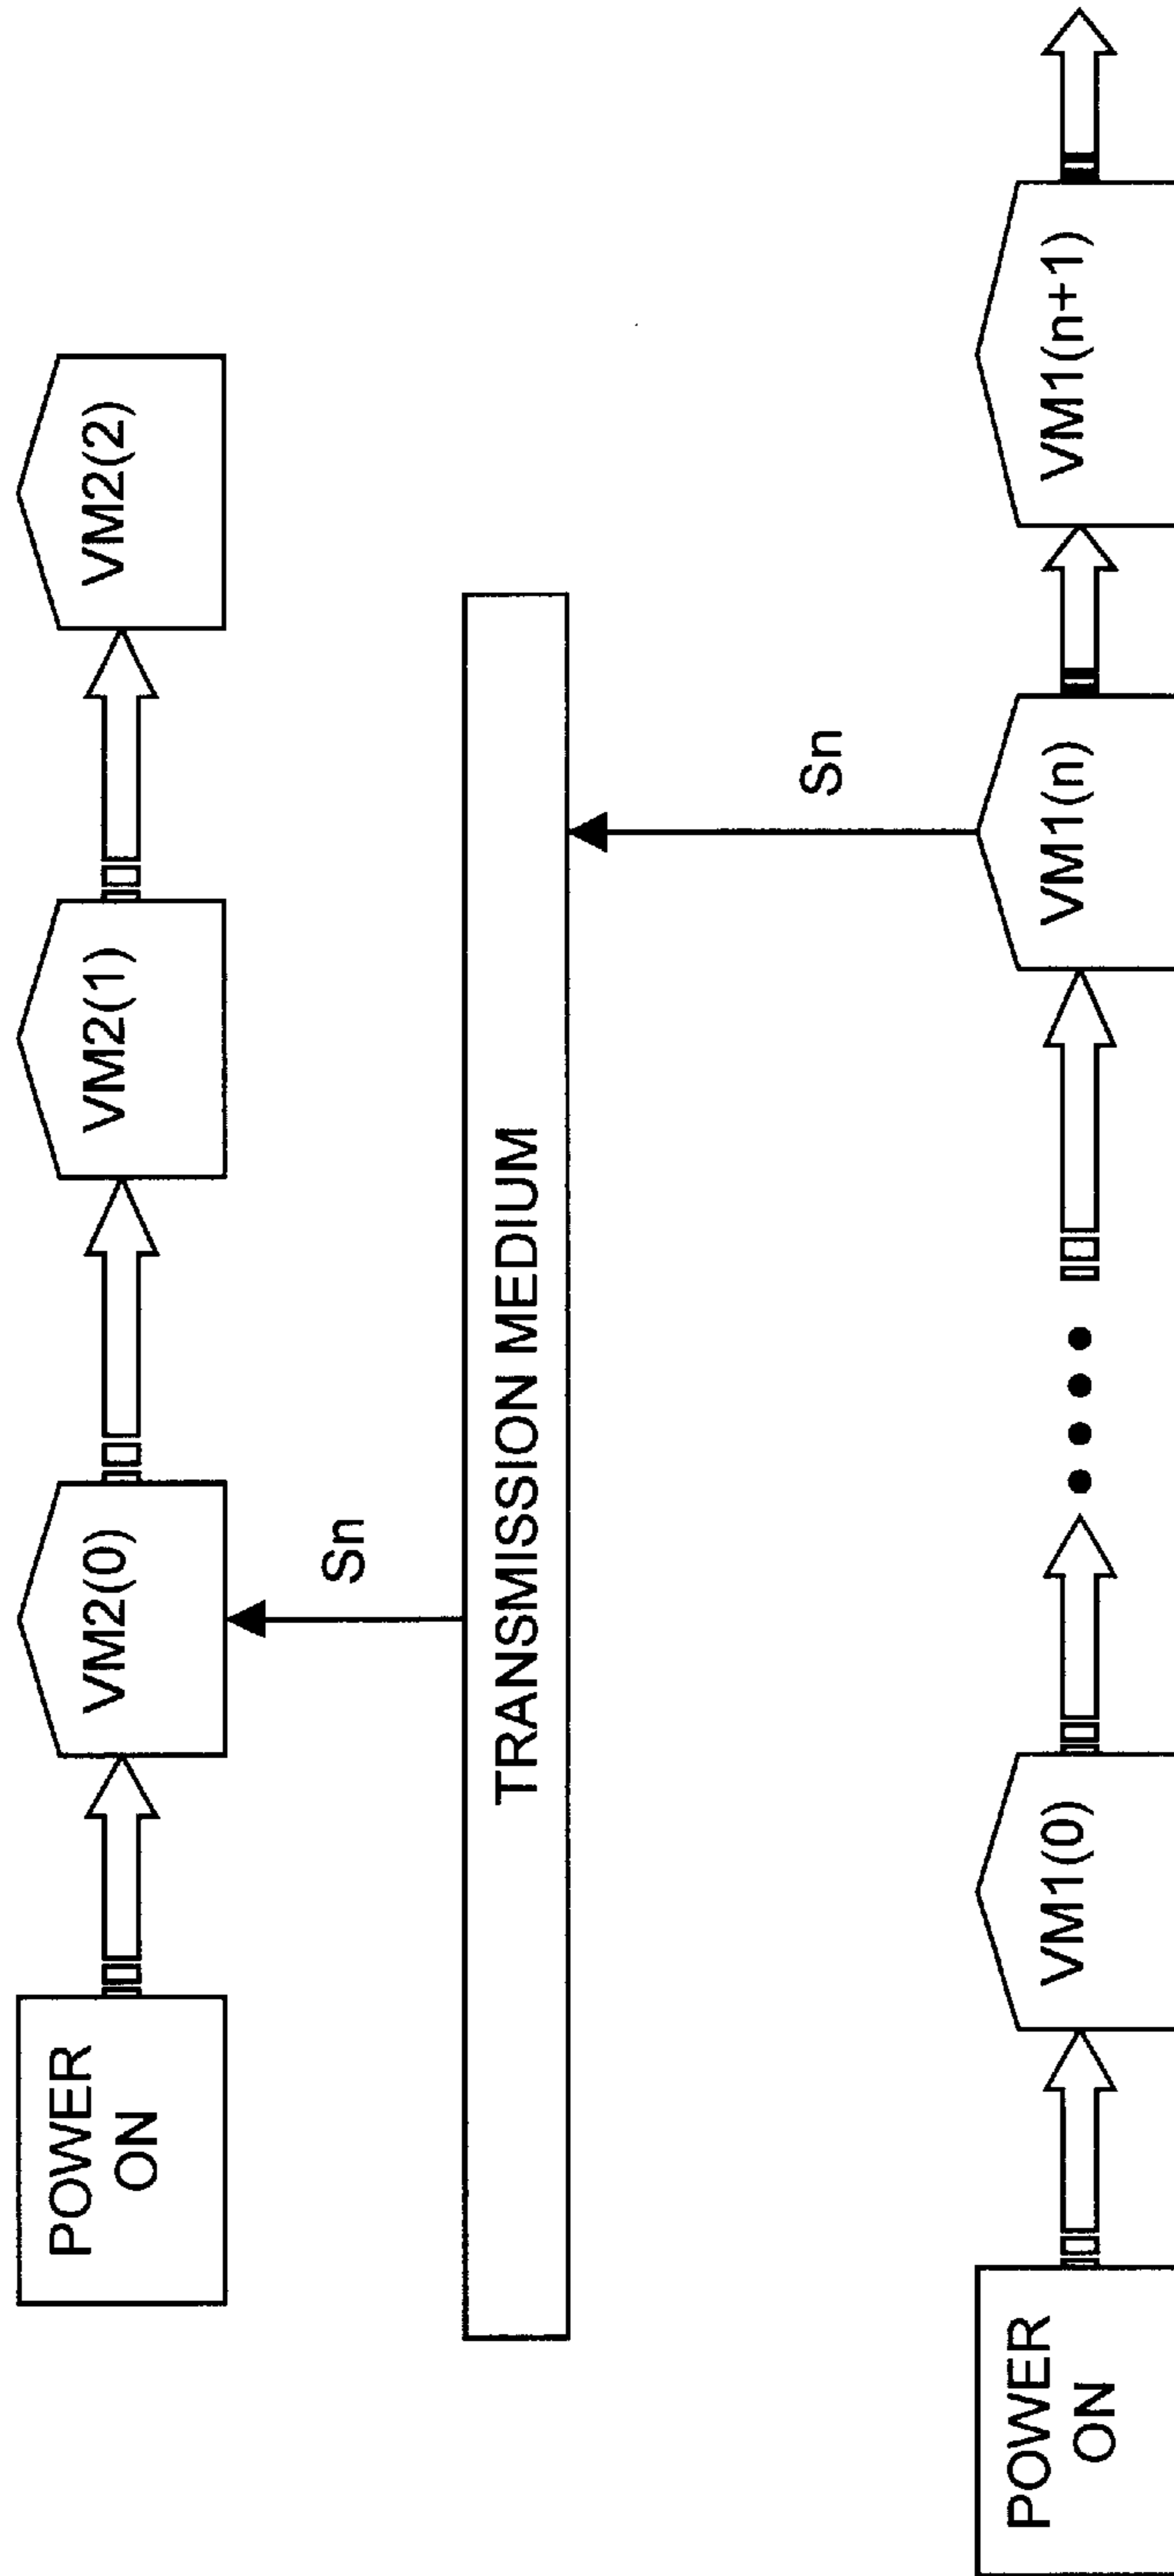 POWER
ON
VM2(0)
VM2(1)
VM2(2)
Sn
TRANSMISSION MEDIUM
Sn
POWER
ON
VM1(0)
VM1(n)
VM1(n+1)